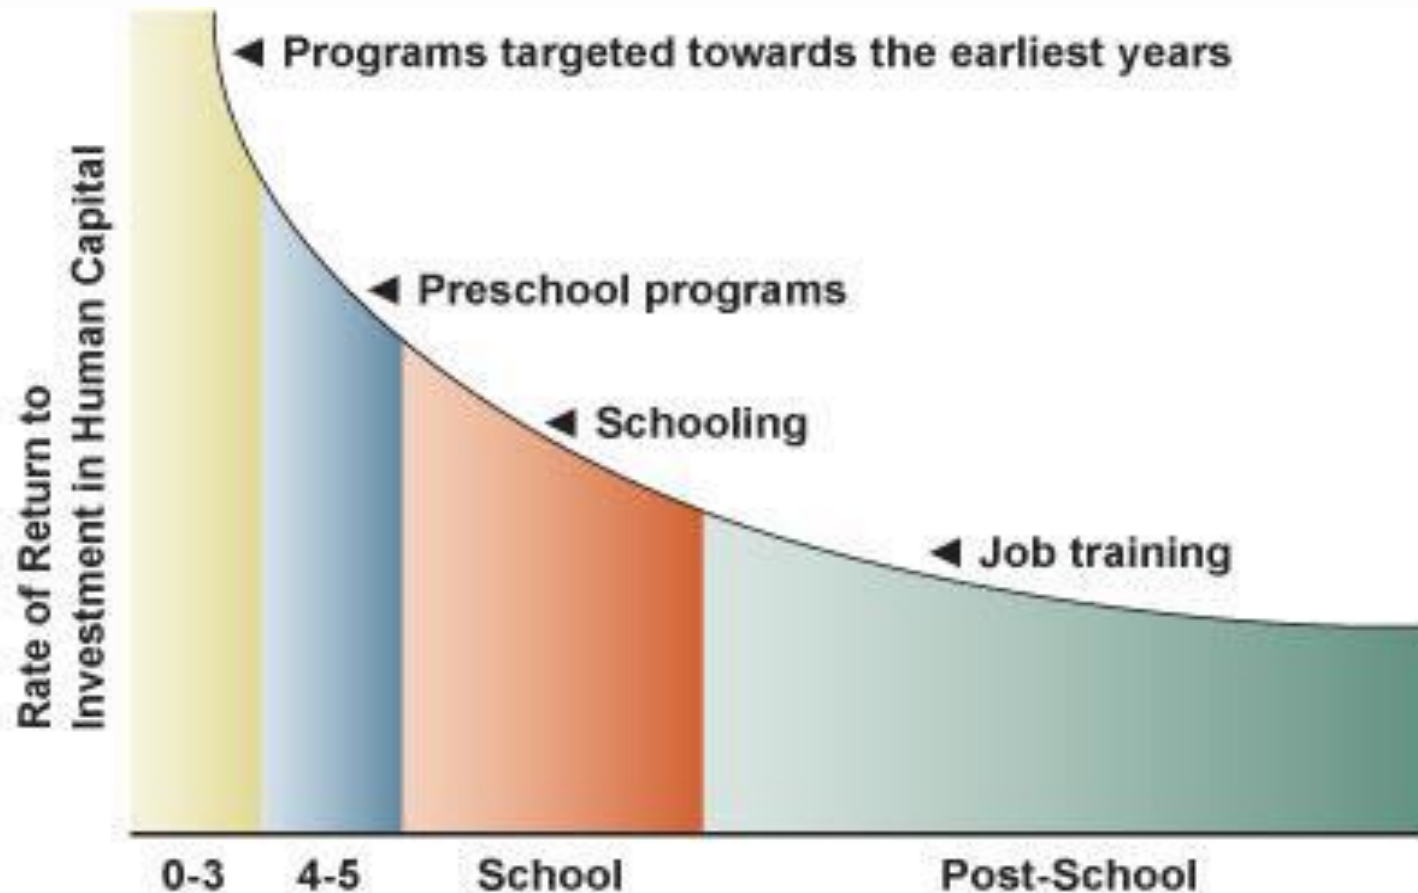 Programs targeted towards the earliest years
Preschool programs
Schooling
Job training
Rate of Return to
Investment in Human Capital
0-3
4-5
School
Post-School